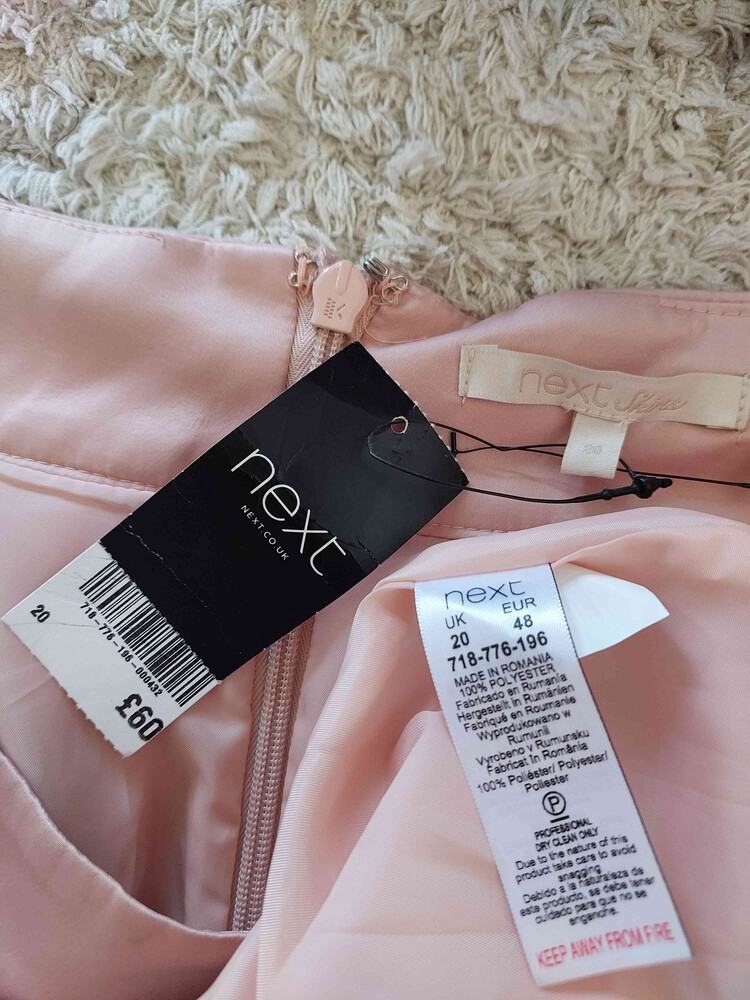 next
20
next
NEXT.CO.UK
20
718-776-196-000432
£60
next
UK EUR
20 48
718-776-196
MADE IN ROMANIA
100% POLYESTER
Fabricado en Rumanía
Hergestellt in Rumänien
Fabriqué en Roumanie
Wyprodukowano w
Rumunii
Vyrobeno v Rumunsku
Fabricat în România
100% Poliéster/ Polyester/
Poliester
P
PROFESSIONAL
DRY CLEAN ONLY
Due to the nature of this
product take care to avoid
snagging
Debido a la naturaleza de
este producto, se debe tener
cuidado para que no se
enganche.
KEEP AWAY FROM FIRE